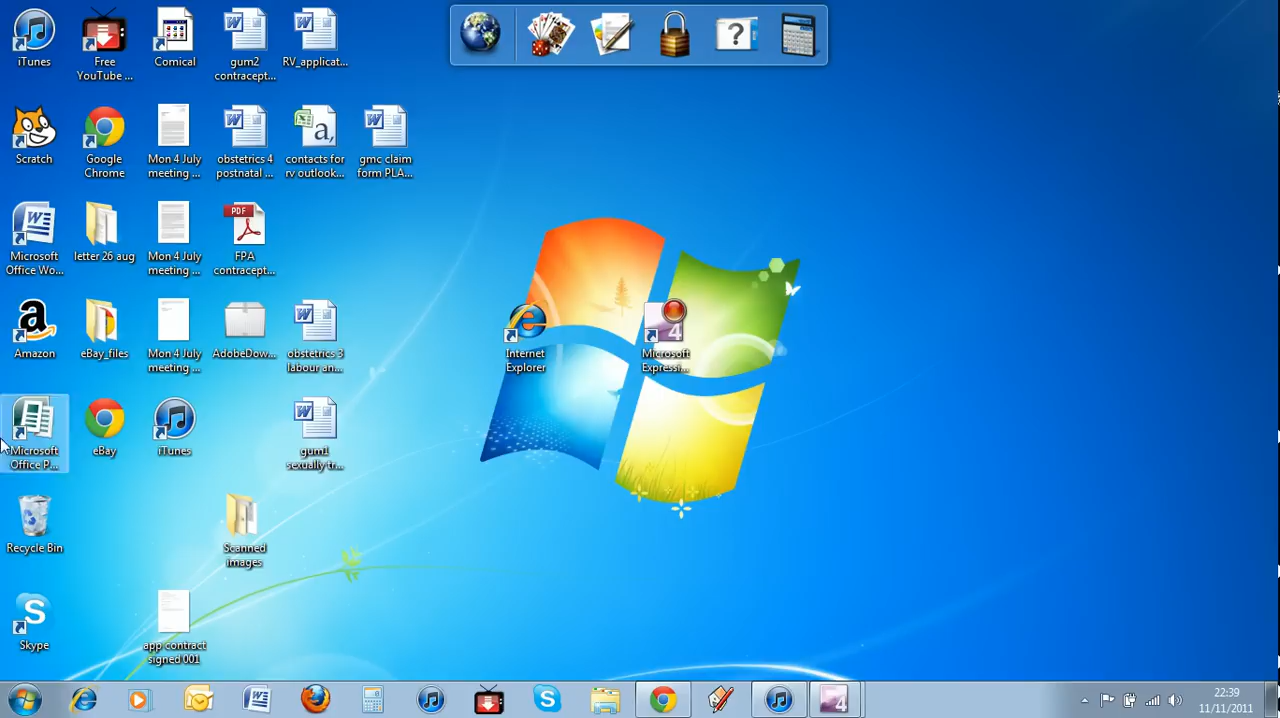 iTunes
Free
YouTube ...
Comical
gum2
contracept...
RV_applicat...
Scratch
Google
Chrome
Mon 4 July
meeting ...
obstetrics 4
postnatal ...
a,
contacts for
rv outlook...
gmc claim
form PLA...
Microsoft
Office Wo...
letter 26 aug
Mon 4 July
meeting ...
PDF
FPA
contracept...
Amazon
eBay_files
Mon 4 July
meeting ...
AdobeDow...
obstetrics 3
labour an...
Internet
Explorer
4
Microsoft
Expressi...
Microsoft
Office P...
eBay
iTunes
gum1
sexually tr...
Recycle Bin
Scanned
images
Skype
app contract
signed 001
4
22:39
11/11/2011